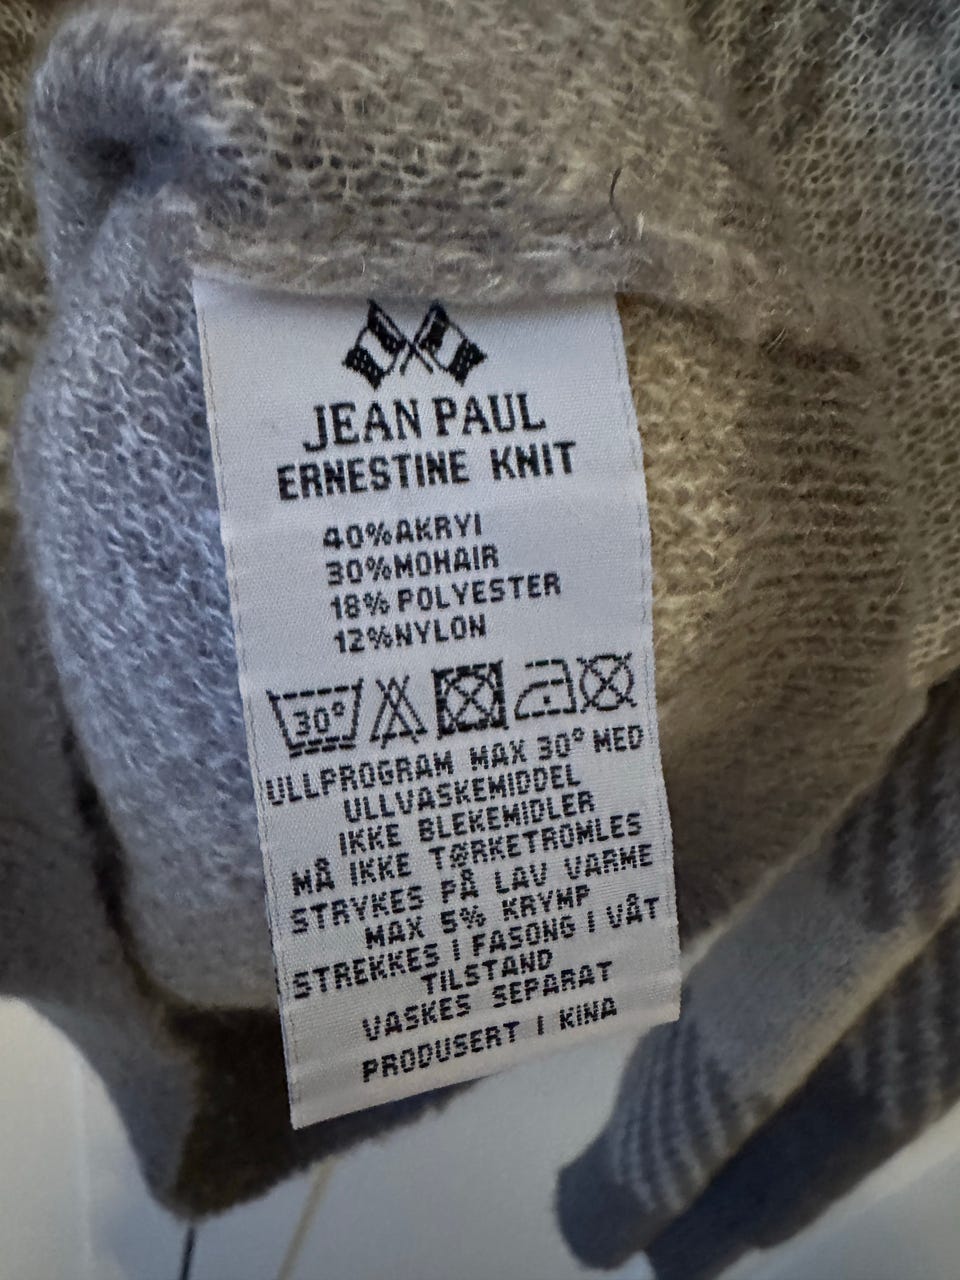 JEAN PAUL
ERNESTINE KNIT
40%AKRYl
30%MOHAIR
18% POLYESTER
12%NYLON
30°
ULLPROGRAM MAX 30° MED
ULLVASKEMIDDEL
IKKE BLEKEMIDLER
MÅ IKKE TØRKETROMLES
STRYKES PÅ LAV VARME
MAX 5% KRYMP
STREKKES I FASONG I VÅT
TILSTAND
VASKES SEPARAT
PRODUSERT I KINA